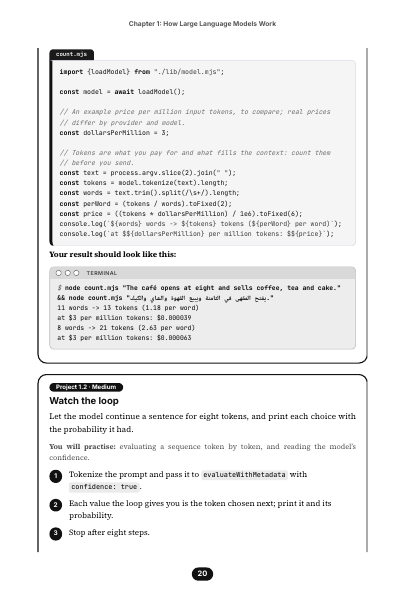 Chapter 1: How Large Language Models Work
count.mjs
import {loadModel} from "./lib/model.mjs";
const model = await loadModel();
// An example price per million input tokens, to compare; real prices
// differ by provider and model.
const dollarsPerMillion = 3;
// Tokens are what you pay for and what fills the context: count them
// before you send.
const text = process.argv.slice(2).join(" ");
const tokens = model.tokenize(text).length;
const words = text.trim().split(/\s+/).length;
const perWord = (tokens / words).toFixed(2);
const price = ((tokens * dollarsPerMillion) / 1e6).toFixed(6);
console.log(`${words} words -> ${tokens} tokens (${perWord} per word)`);
console.log(`at $${dollarsPerMillion} per million tokens: $${price}`);
Your result should look like this:
TERMINAL
$ node count.mjs "The café opens at eight and sells coffee, tea and cake."
&& node count.mjs "يفتح المقهى في الثامنة ويبيع القهوة والشاي والكيك."
11 words -> 13 tokens (1.18 per word)
at $3 per million tokens: $0.000039
8 words -> 21 tokens (2.63 per word)
at $3 per million tokens: $0.000063
Project 1.2 · Medium
Watch the loop
Let the model continue a sentence for eight tokens, and print each choice with
the probability it had.
You will practise: evaluating a sequence token by token, and reading the model's
confidence.
1 Tokenize the prompt and pass it to evaluateWithMetadata with
confidence: true.
2 Each value the loop gives you is the token chosen next; print it and its
probability.
3 Stop after eight steps.
20